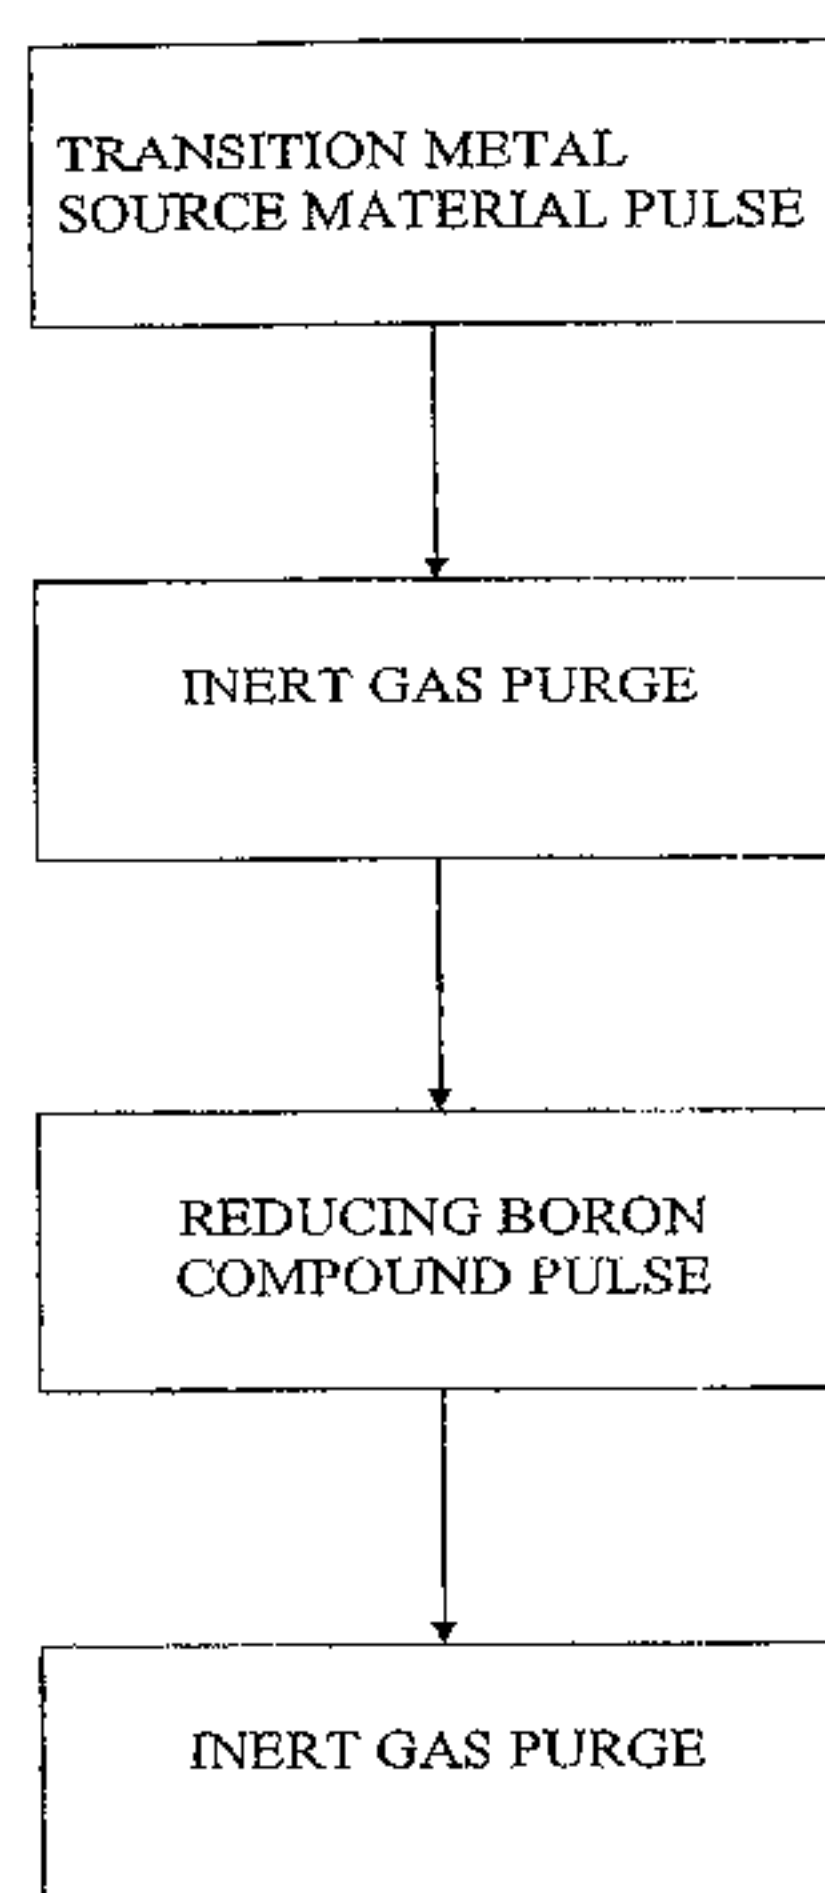 TRANSITION METAL
SOURCE MATERIAL PULSE
INERT GAS PURGE
REDUCING BORON
COMPOUND PULSE
INERT GAS PURGE